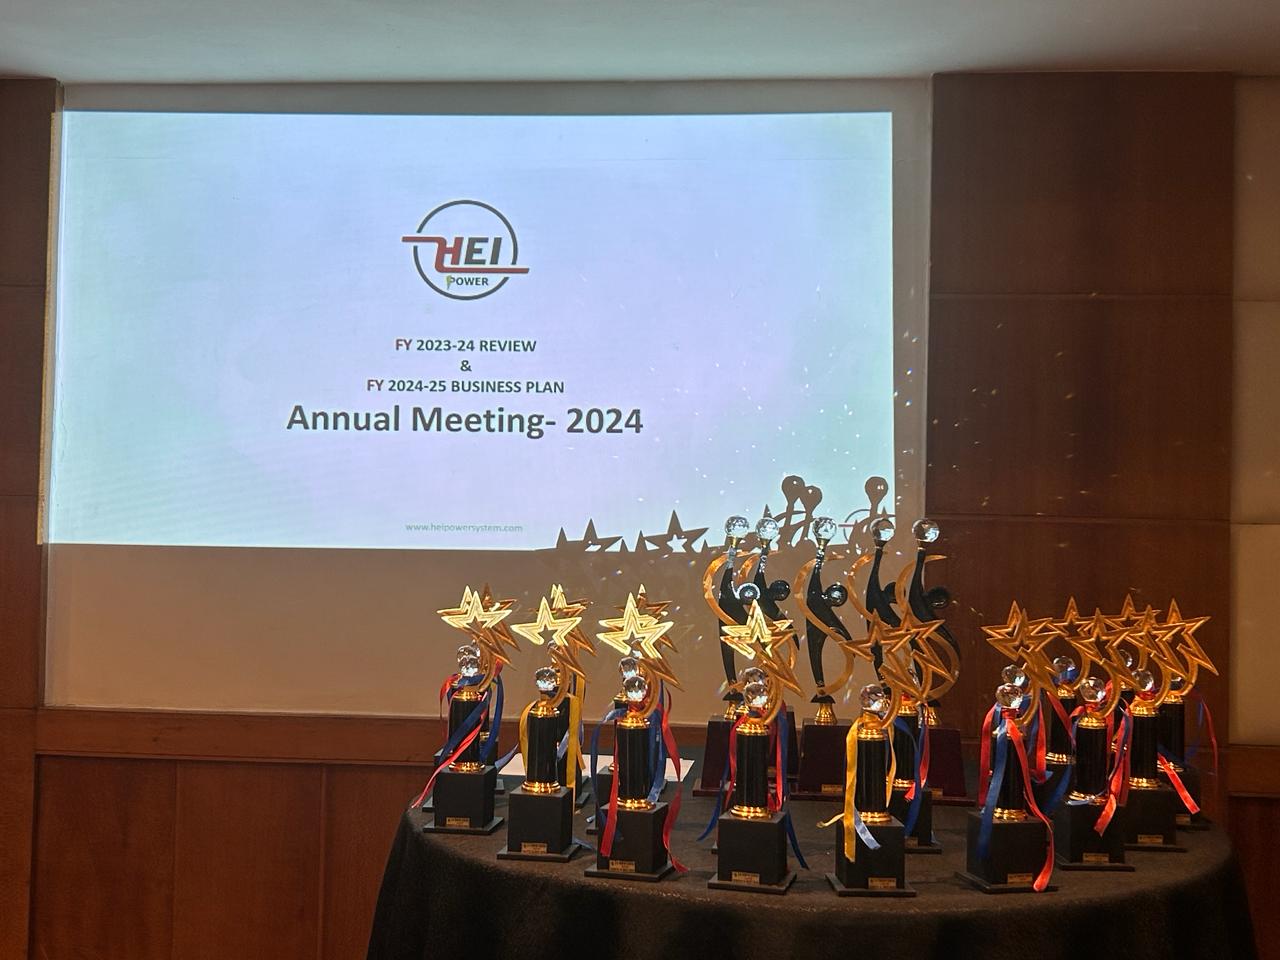 HEI
POWER
FY 2023-24 REVIEW
&
FY 2024-25 BUSINESS PLAN
Annual Meeting- 2024
www.heipowersystem.com